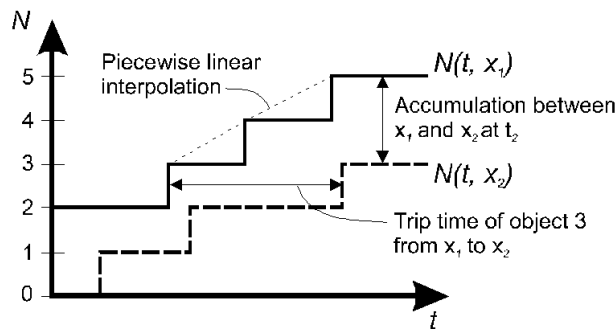 N
Piecewise linear
interpolation
N(t, x₁)
5
4
Accumulation between
x₁ and x₂ at t₂
3
N(t, x₂)
2
Trip time of object 3
from x₁ to x₂
1
0
t